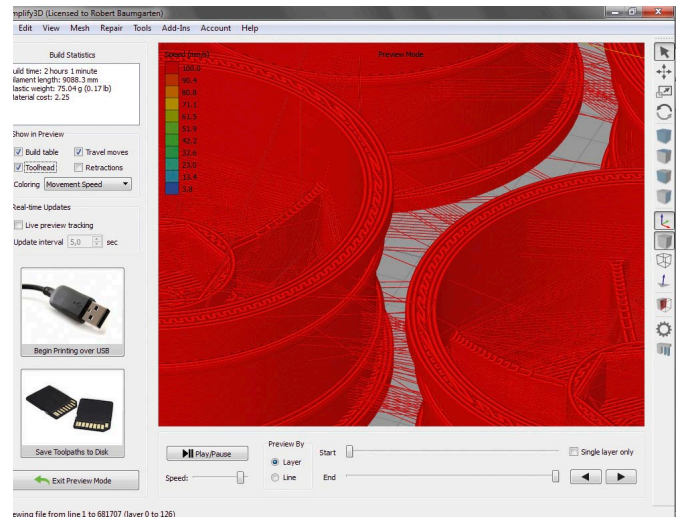 mplify3D (Licensed to Robert Baumgarten)
Edit View Mesh Repair Tools Add-Ins Account Help
Build Statistics
uild time: 2 hours 1 minute
ilament length: 9088.3 mm
lastic weight: 75.04 g (0.17 lb)
Material cost: 2.25
Show in Preview
Build table Travel moves
Toolhead Retractions
Coloring Movement Speed
Real-time Updates
Live preview tracking
Update interval 5,0 sec
Begin Printing over USB
Save Toolpaths to Disk
Exit Preview Mode
Speed [mm/s]
100.0
90.4
80.8
71.1
61.5
51.9
42.2
32.6
23.0
13.4
3.8
Preview Mode
Play/Pause
Speed:
Preview By
Layer
Line
Start
End
Single layer only
ewing file from line 1 to 681707 (layer 0 to 126)